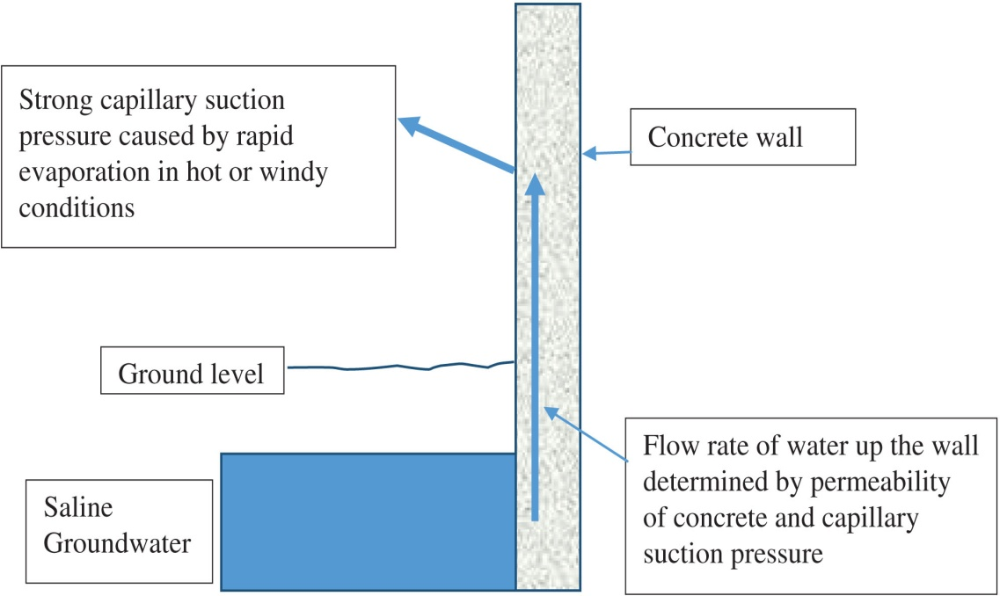 Strong capillary suction
pressure caused by rapid
evaporation in hot or windy
conditions
Concrete wall
Ground level
Saline
Groundwater
Flow rate of water up the wall
determined by permeability
of concrete and capillary
suction pressure